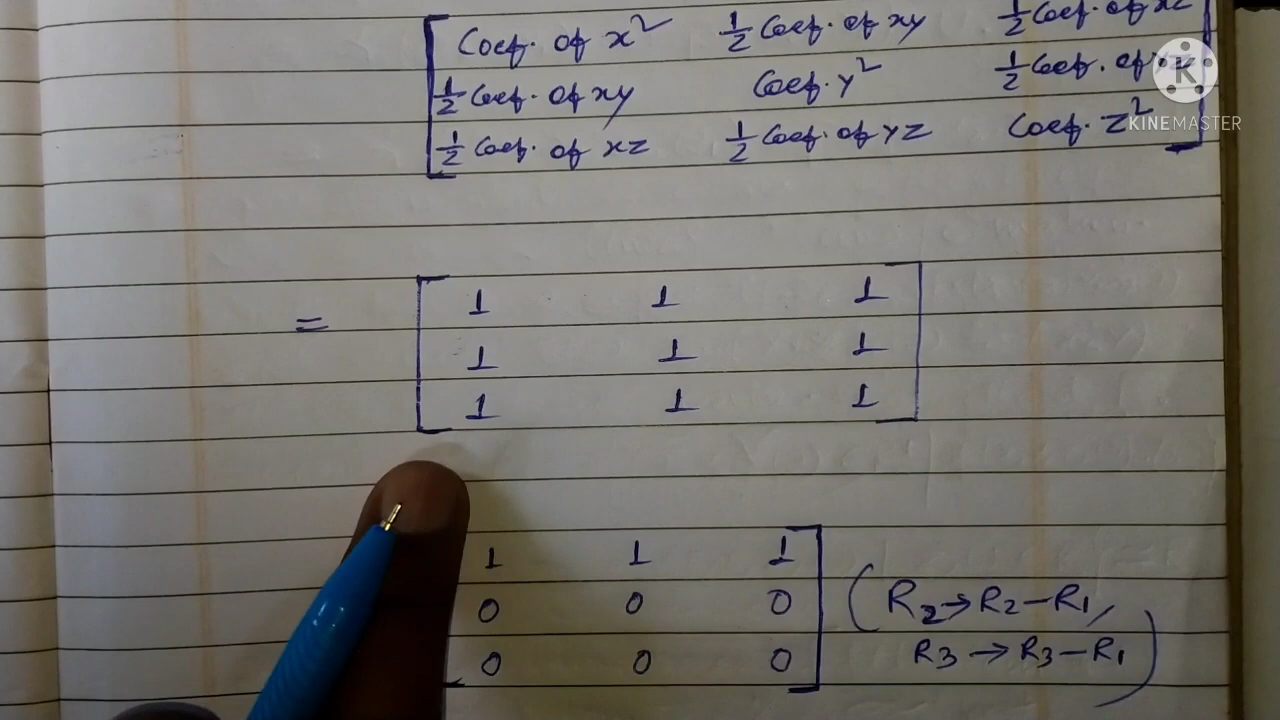 Coef. of x² ½ Coef. of xy ½ Coef. of xz
½ Coef. of xy Coef. y² ½ Coef. of
½ Coef. of xz ½ Coef. of yz Coef. z²
KINEMASTER
= 1 1 1
1 1 1
1 1 1
1 1 1
0 0 0 (R₂→R₂-R₁,
0 0 0 R₃→R₃-R₁)